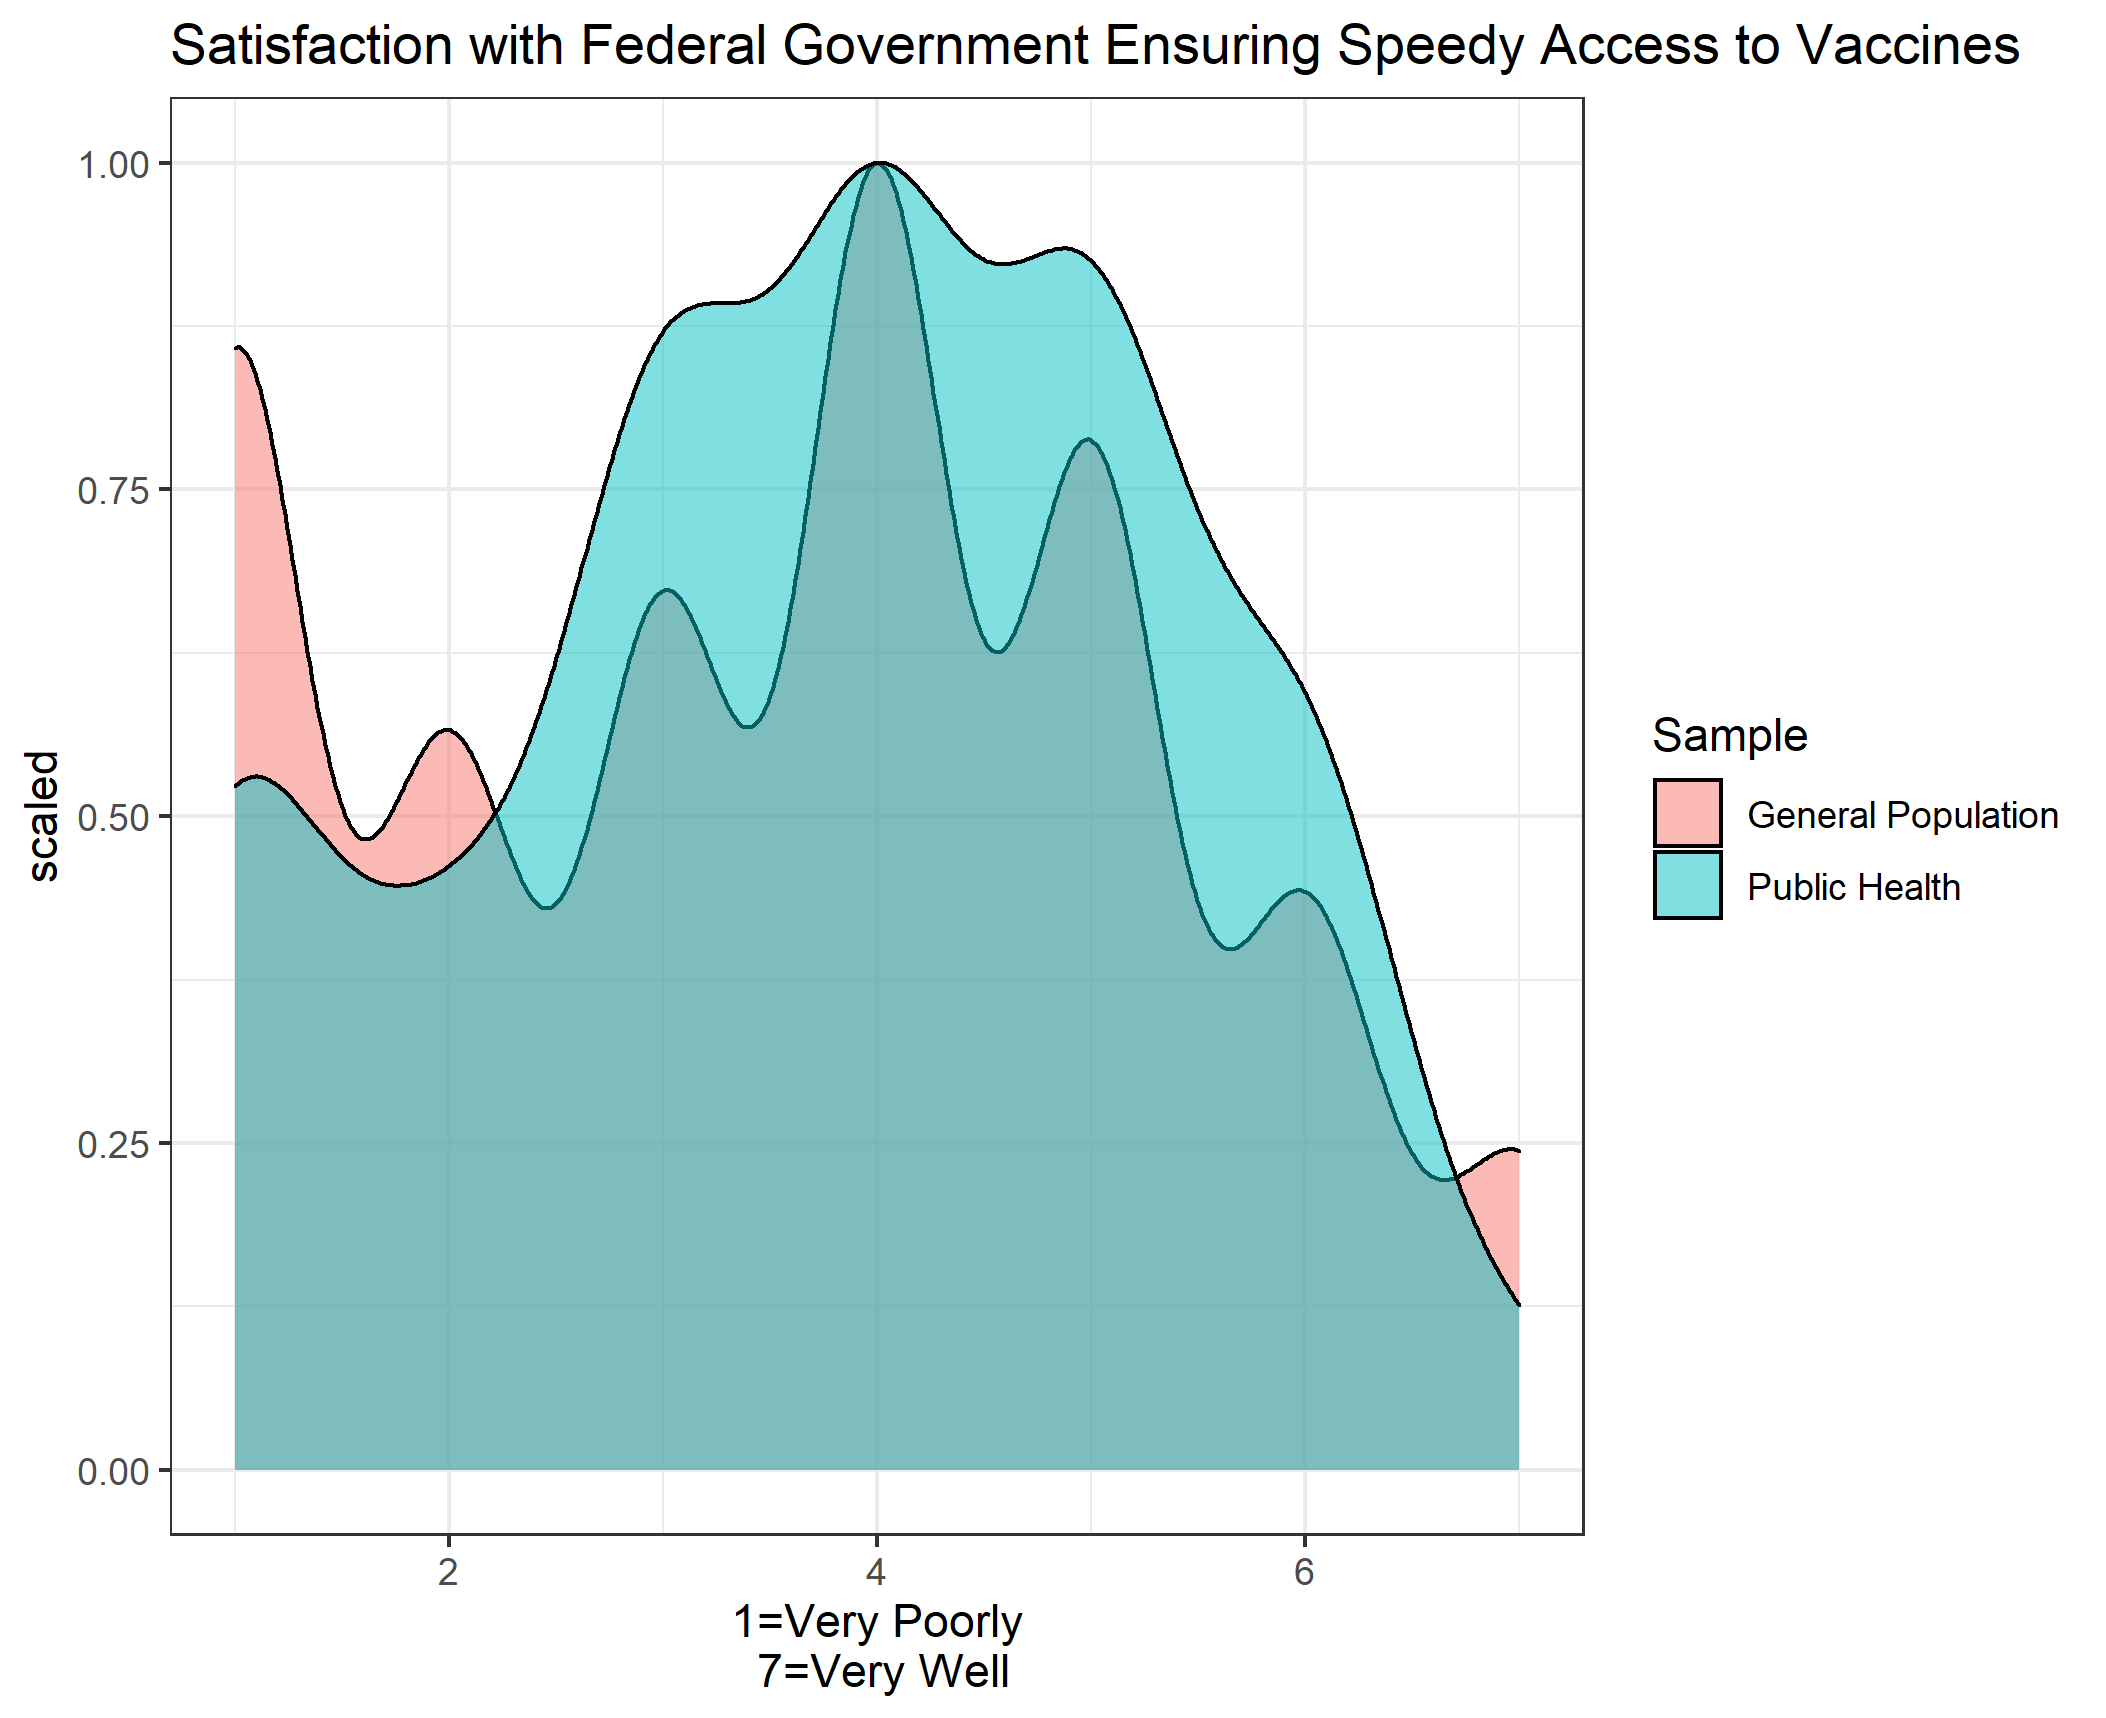 Satisfaction with Federal Government Ensuring Speedy Access to Vaccines
1.00
0.75
0.50
0.25
0.00
scaled
2
4
6
1=Very Poorly
7=Very Well
Sample
General Population
Public Health